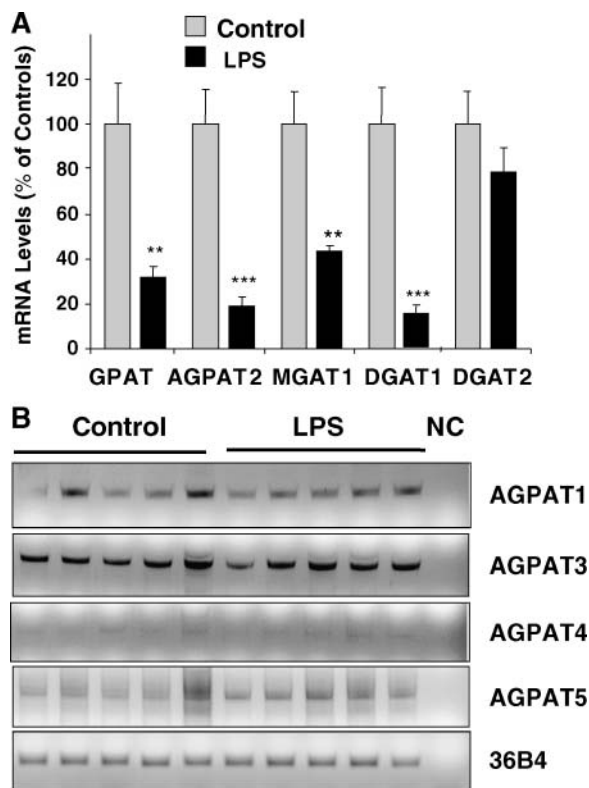 A
Control
LPS
mRNA Levels (% of Controls)
120
100
80
60
40
20
0
**
***
**
***
GPAT AGPAT2 MGAT1 DGAT1 DGAT2
B
Control LPS NC
AGPAT1
AGPAT3
AGPAT4
AGPAT5
36B4